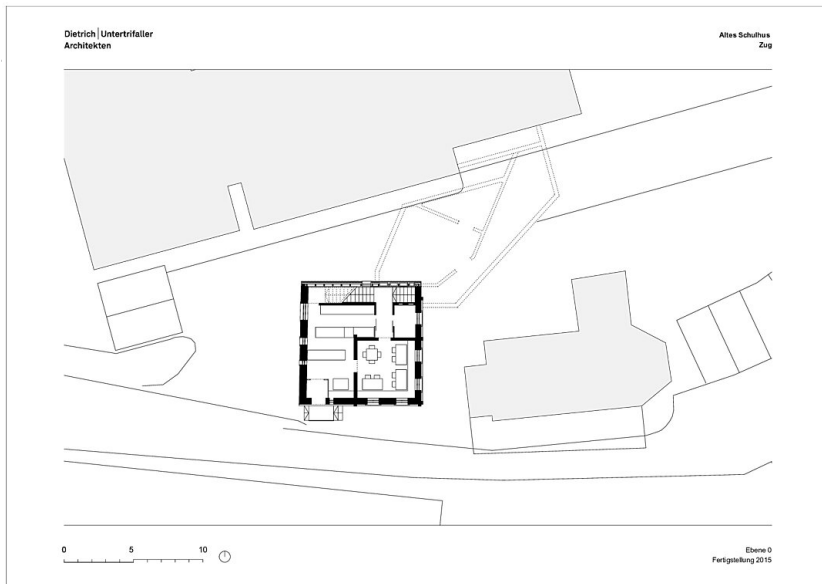 Dietrich | Untertrifaller
Architekten
Altes Schulhus
Zug
0 5 10
Ebene 0
Fertigstellung 2015